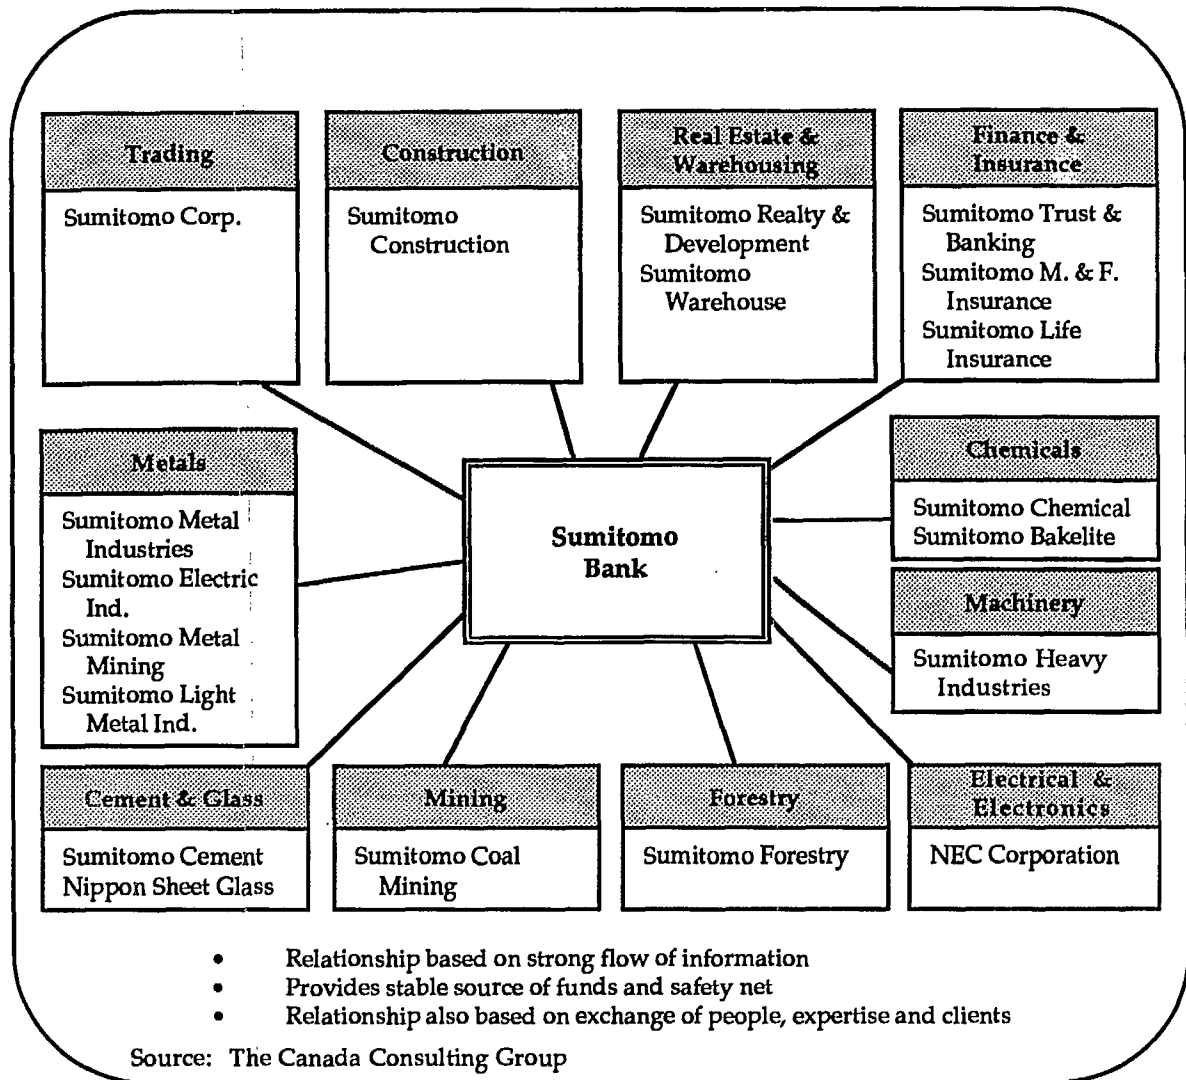 Trading
Sumitomo Corp.
Construction
Sumitomo
Construction
Real Estate &
Warehousing
Sumitomo Realty &
Development
Sumitomo
Warehouse
Finance &
Insurance
Sumitomo Trust &
Banking
Sumitomo M. & F.
Insurance
Sumitomo Life
Insurance
Metals
Sumitomo Metal
Industries
Sumitomo Electric
Ind.
Sumitomo Metal
Mining
Sumitomo Light
Metal Ind.
Sumitomo
Bank
Chemicals
Sumitomo Chemical
Sumitomo Bakelite
Machinery
Sumitomo Heavy
Industries
Cement & Glass
Sumitomo Cement
Nippon Sheet Glass
Mining
Sumitomo Coal
Mining
Forestry
Sumitomo Forestry
Electrical &
Electronics
NEC Corporation
• Relationship based on strong flow of information
• Provides stable source of funds and safety net
• Relationship also based on exchange of people, expertise and clients
Source: The Canada Consulting Group